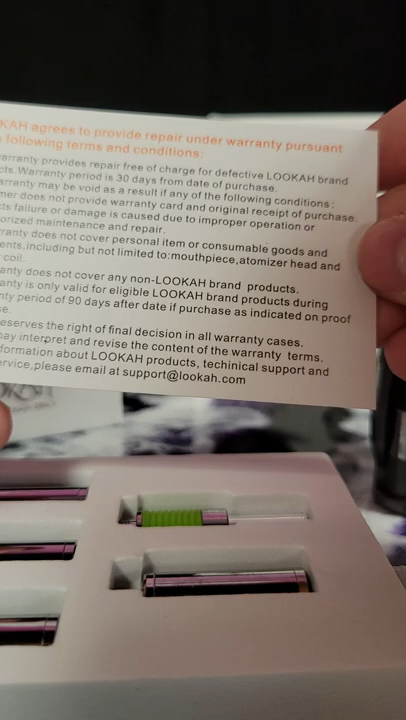 KAH agrees to provide repair under warranty pursuant
following terms and conditions:
arranty provides repair free of charge for defective LOOKAH brand
cts.Warranty period is 30 days from date of purchase.
arranty may be void as a result if any of the following conditions:
mer does not provide warranty card and original receipt of purchase.
cts failure or damage is caused due to improper operation or
orized maintenance and repair.
rranty does not cover personal item or consumable goods and
ents,including but not limited to:mouthpiece,atomizer head and
coil..
anty does not cover any non-LOOKAH brand products.
anty is only valid for eligible LOOKAH brand products during
nty period of 90 days after date if purchase as indicated on proof
se.
eserves the right of final decision in all warranty cases.
ay interpret and revise the content of the warranty terms.
formation about LOOKAH products, techinical support and
ervice,please email at support@lookah.com